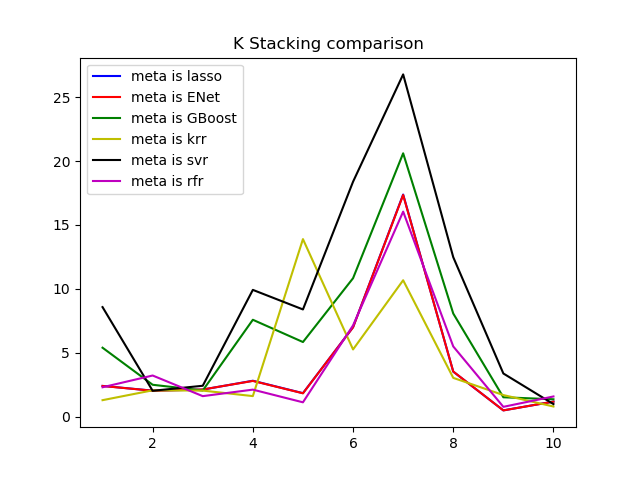 K Stacking comparison
meta is lasso
meta is ENet
meta is GBoost
meta is krr
meta is svr
meta is rfr
25
20
15
10
5
0
2 4 6 8 10